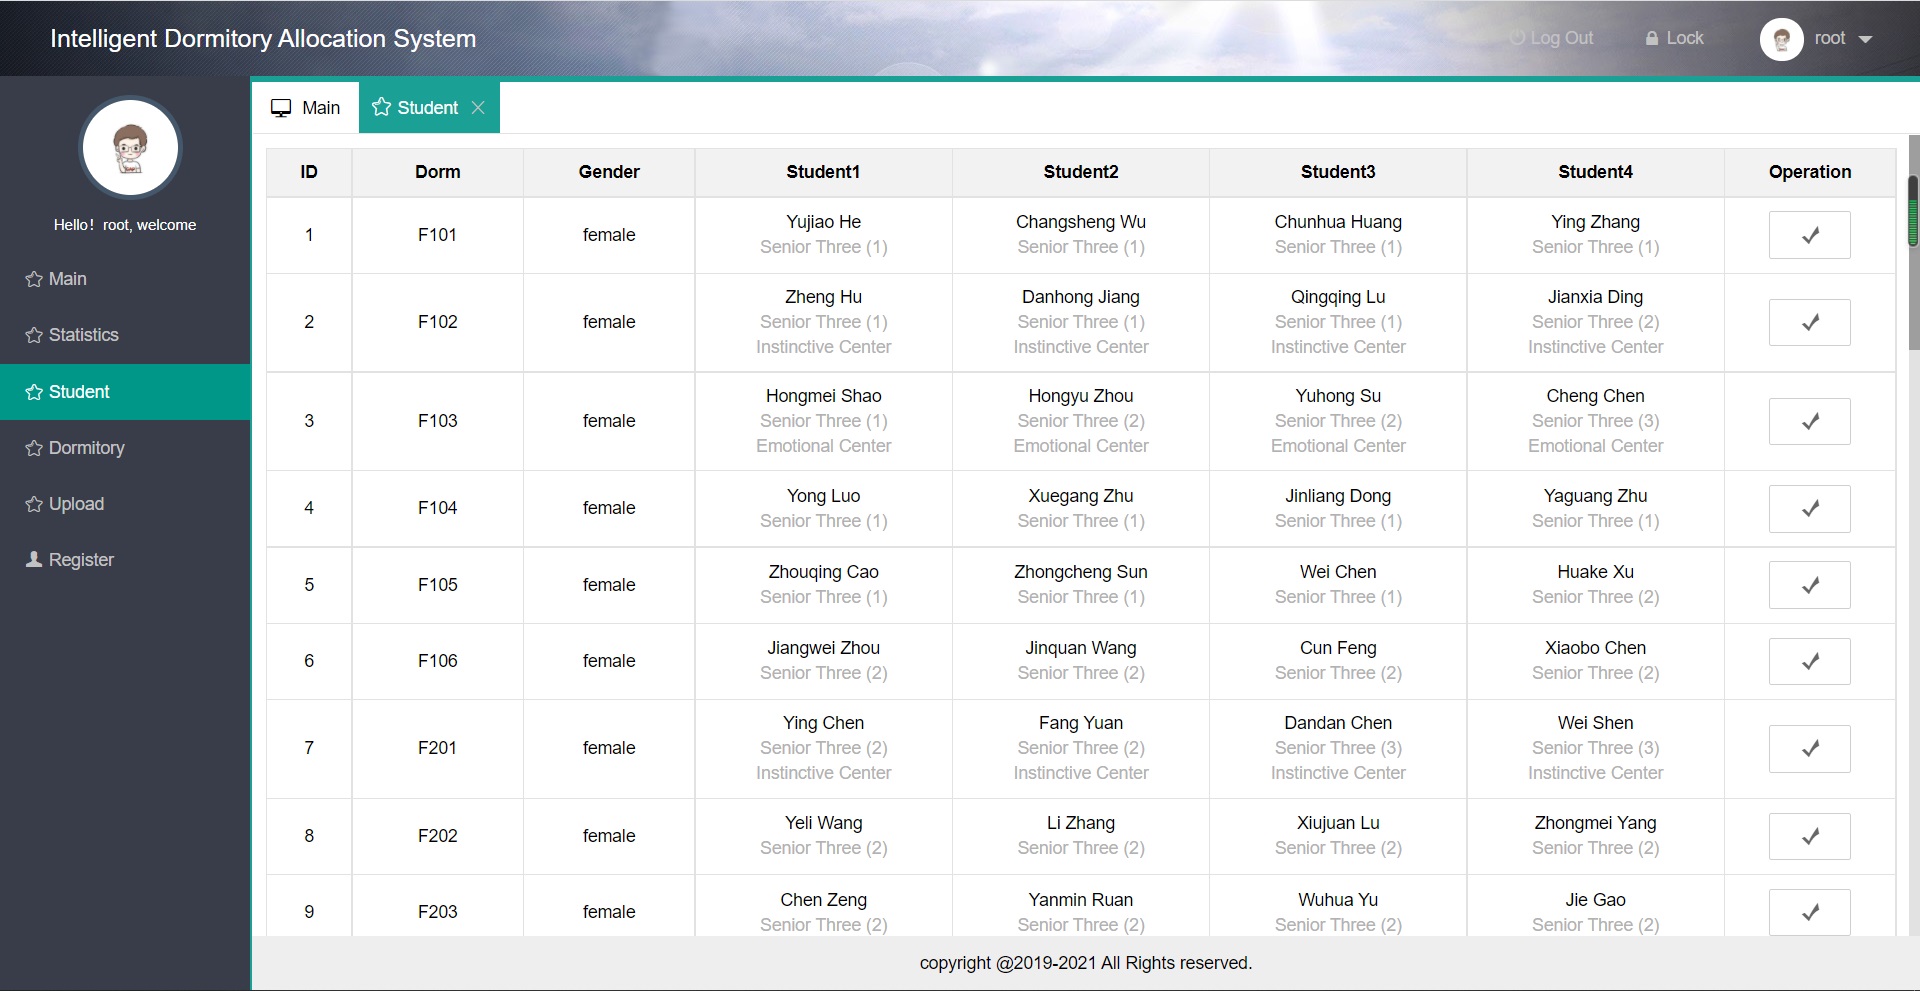 Intelligent Dormitory Allocation System
Log Out
Lock
root
Hello！root, welcome
Main
Statistics
Student
Dormitory
Upload
Register
Main
Student
ID Dorm Gender Student1 Student2 Student3 Student4 Operation
1 F101 female Yujiao He Changsheng Wu Chunhua Huang Ying Zhang
Senior Three (1) Senior Three (1) Senior Three (1) Senior Three (1)
2 F102 female Zheng Hu Danhong Jiang Qingqing Lu Jianxia Ding
Senior Three (1) Senior Three (1) Senior Three (1) Senior Three (2)
Instinctive Center Instinctive Center Instinctive Center Instinctive Center
3 F103 female Hongmei Shao Hongyu Zhou Yuhong Su Cheng Chen
Senior Three (1) Senior Three (2) Senior Three (2) Senior Three (3)
Emotional Center Emotional Center Emotional Center Emotional Center
4 F104 female Yong Luo Xuegang Zhu Jinliang Dong Yaguang Zhu
Senior Three (1) Senior Three (1) Senior Three (1) Senior Three (1)
5 F105 female Zhouqing Cao Zhongcheng Sun Wei Chen Huake Xu
Senior Three (1) Senior Three (1) Senior Three (1) Senior Three (2)
6 F106 female Jiangwei Zhou Jinquan Wang Cun Feng Xiaobo Chen
Senior Three (2) Senior Three (2) Senior Three (2) Senior Three (2)
7 F201 female Ying Chen Fang Yuan Dandan Chen Wei Shen
Senior Three (2) Senior Three (2) Senior Three (3) Senior Three (3)
Instinctive Center Instinctive Center Instinctive Center Instinctive Center
8 F202 female Yeli Wang Li Zhang Xiujuan Lu Zhongmei Yang
Senior Three (2) Senior Three (2) Senior Three (2) Senior Three (2)
9 F203 female Chen Zeng Yanmin Ruan Wuhua Yu Jie Gao
Senior Three (2) Senior Three (2) Senior Three (2) Senior Three (2)
copyright @2019-2021 All Rights reserved.